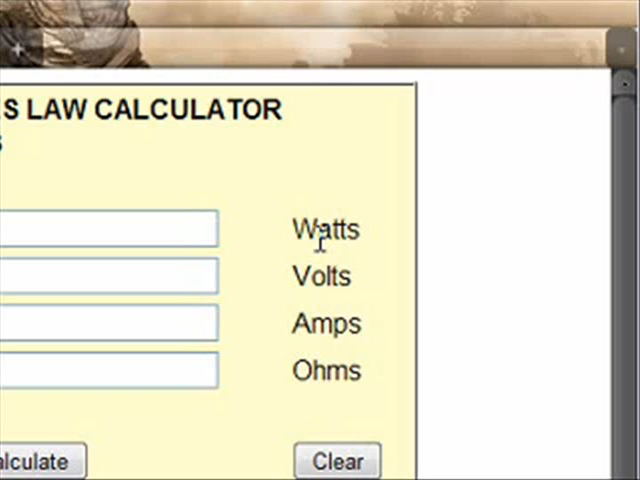 S LAW CALCULATOR
Watts
Volts
Amps
Ohms
alculate
Clear